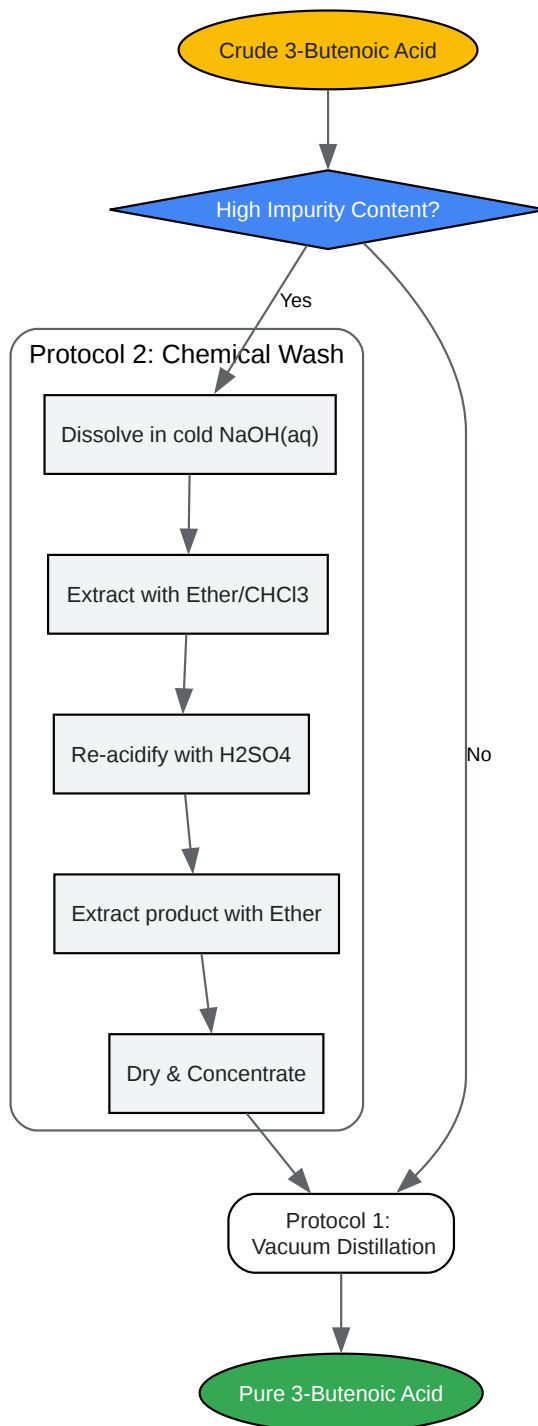 Crude 3-Butenoic Acid
High Impurity Content?
Yes
Protocol 2: Chemical Wash
Dissolve in cold NaOH(aq)
Extract with Ether/CHCl3
Re-acidify with H2SO4
No
Extract product with Ether
Dry & Concentrate
Protocol 1:
Vacuum Distillation
Pure 3-Butenoic Acid